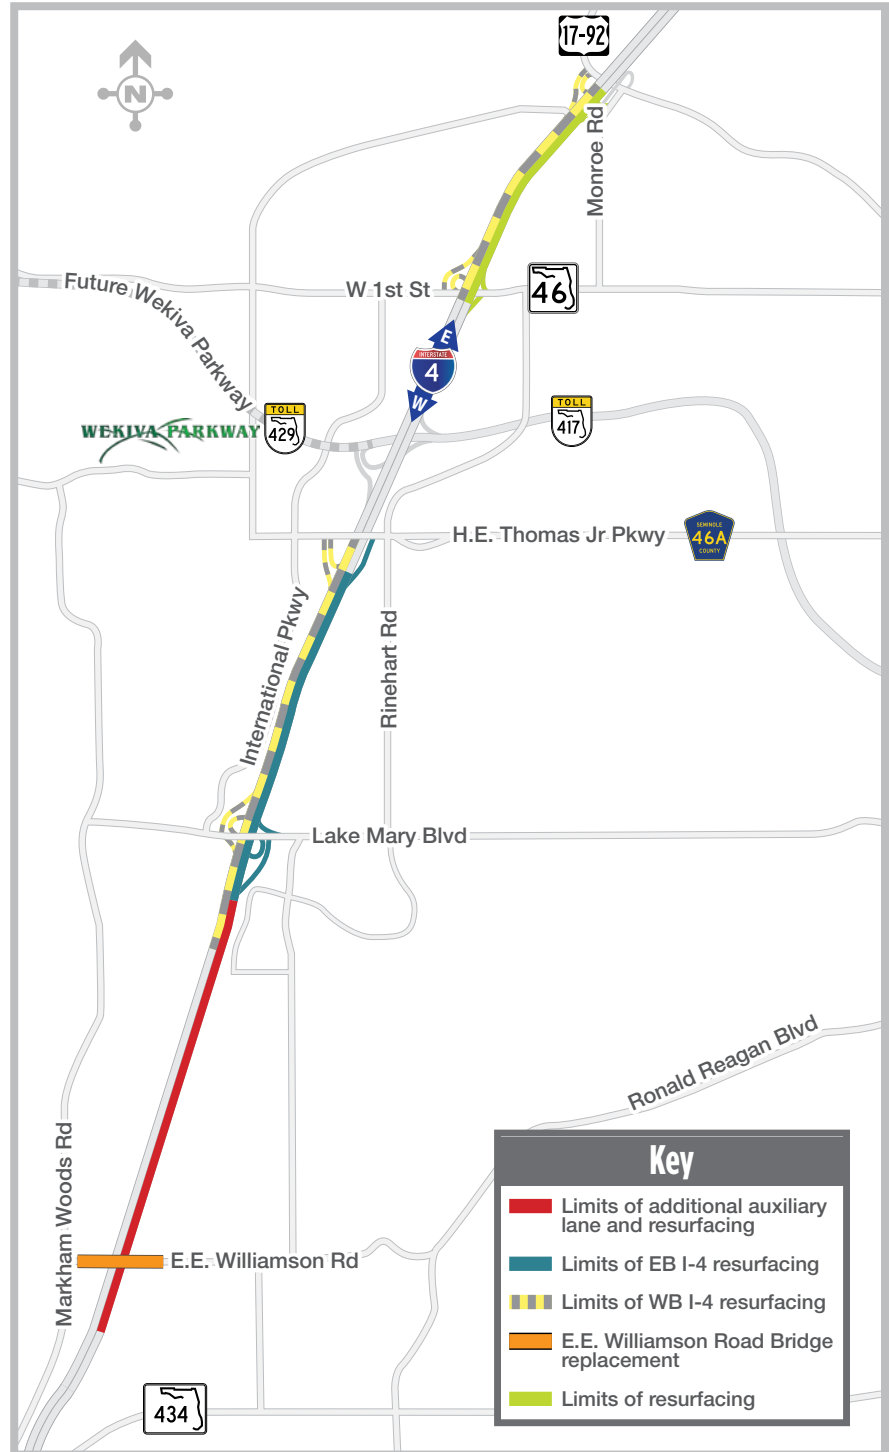 17-92
N
Monroe Rd
Future Wekiva Parkway
W 1st St
46
E
INTERSTATE
4
W
WEKIVA PARKWAY
TOLL
429
TOLL
417
H.E. Thomas Jr Pkwy
SEMINOLE
46A
COUNTY
International Pkwy
Rinehart Rd
Lake Mary Blvd
Ronald Reagan Blvd
Markham Woods Rd
E.E. Williamson Rd
434
Key
Limits of additional auxiliary
lane and resurfacing
Limits of EB I-4 resurfacing
Limits of WB I-4 resurfacing
E.E. Williamson Road Bridge
replacement
Limits of resurfacing